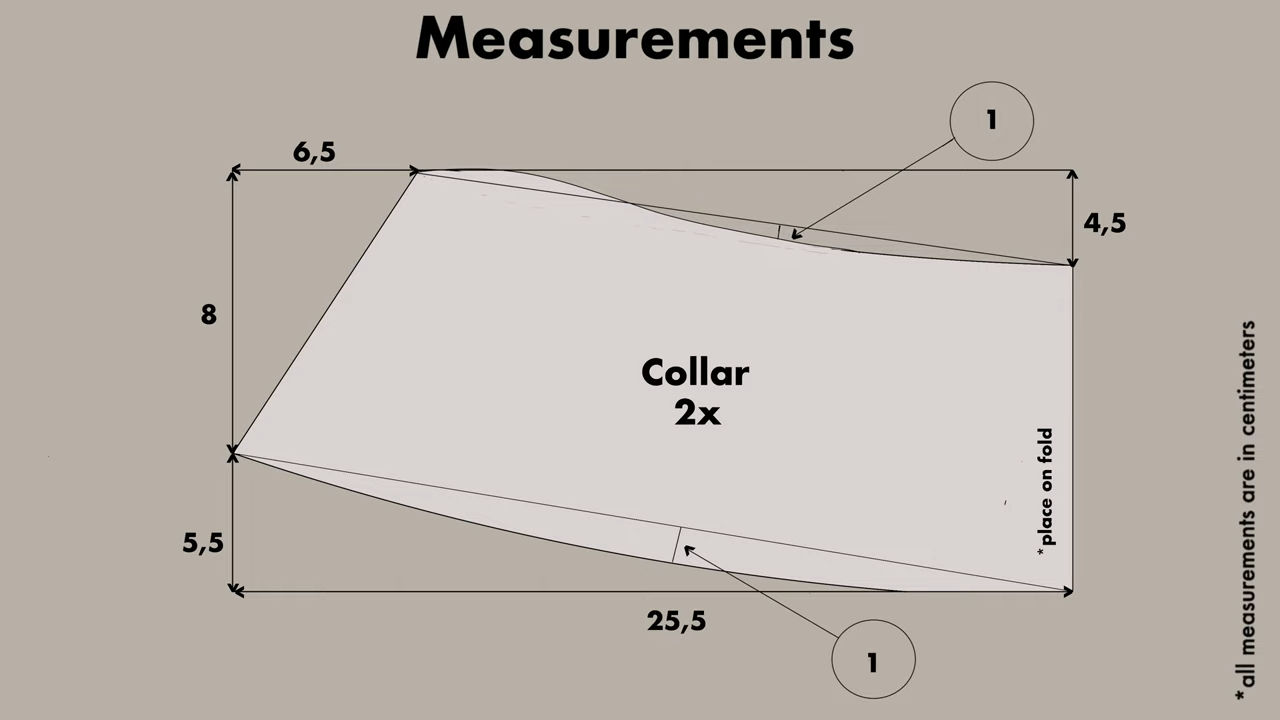 Measurements
1
6,5
4,5
8
Collar
2x
*place on fold
5,5
25,5
1
*all measurements are in centimeters